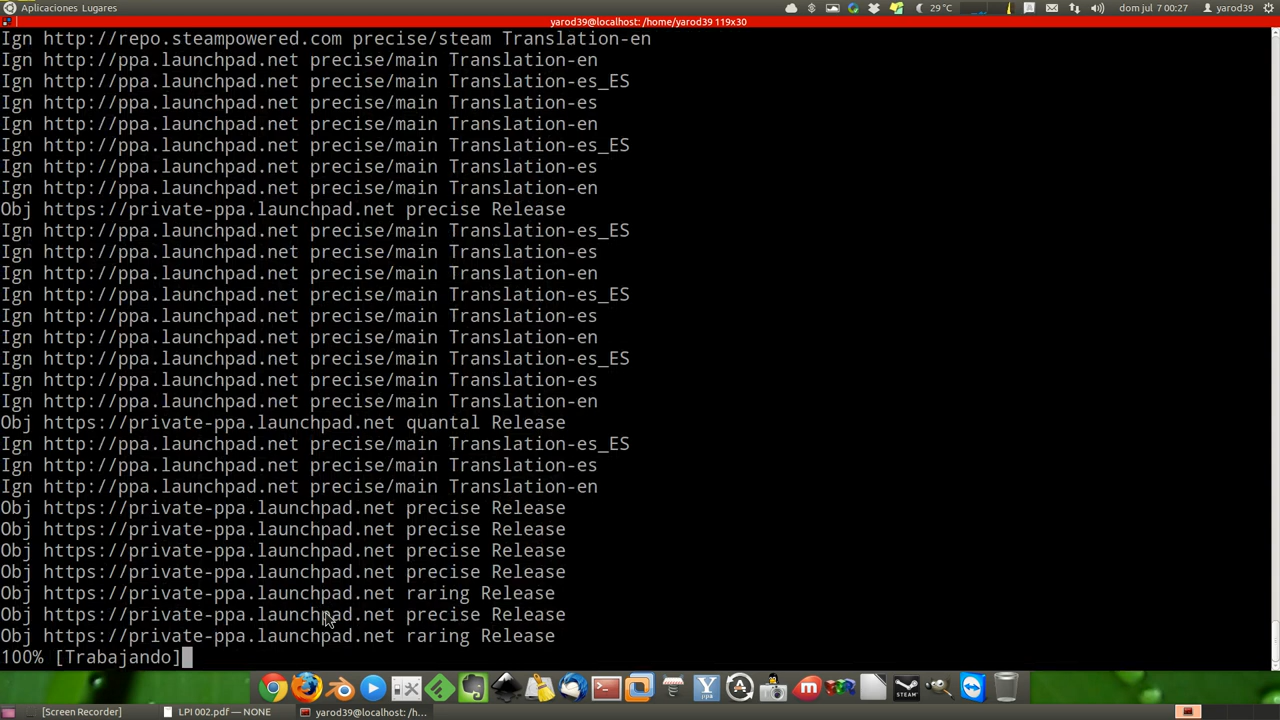 Aplicaciones Lugares
29 °C
dom jul 7 00:27
yarod39
yarod39@localhost: /home/yarod39 119x30
Ign http://repo.steampowered.com precise/steam Translation-en
Ign http://ppa.launchpad.net precise/main Translation-en
Ign http://ppa.launchpad.net precise/main Translation-es_ES
Ign http://ppa.launchpad.net precise/main Translation-es
Ign http://ppa.launchpad.net precise/main Translation-en
Ign http://ppa.launchpad.net precise/main Translation-es_ES
Ign http://ppa.launchpad.net precise/main Translation-es
Ign http://ppa.launchpad.net precise/main Translation-en
Obj https://private-ppa.launchpad.net precise Release
Ign http://ppa.launchpad.net precise/main Translation-es_ES
Ign http://ppa.launchpad.net precise/main Translation-es
Ign http://ppa.launchpad.net precise/main Translation-en
Ign http://ppa.launchpad.net precise/main Translation-es_ES
Ign http://ppa.launchpad.net precise/main Translation-es
Ign http://ppa.launchpad.net precise/main Translation-en
Ign http://ppa.launchpad.net precise/main Translation-es_ES
Ign http://ppa.launchpad.net precise/main Translation-es
Ign http://ppa.launchpad.net precise/main Translation-en
Obj https://private-ppa.launchpad.net quantal Release
Ign http://ppa.launchpad.net precise/main Translation-es_ES
Ign http://ppa.launchpad.net precise/main Translation-es
Ign http://ppa.launchpad.net precise/main Translation-en
Obj https://private-ppa.launchpad.net precise Release
Obj https://private-ppa.launchpad.net precise Release
Obj https://private-ppa.launchpad.net precise Release
Obj https://private-ppa.launchpad.net precise Release
Obj https://private-ppa.launchpad.net raring Release
Obj https://private-ppa.launchpad.net precise Release
Obj https://private-ppa.launchpad.net raring Release
100% [Trabajando]
STEAM
[Screen Recorder]
LPI 002.pdf — NONE
yarod39@localhost: /h...